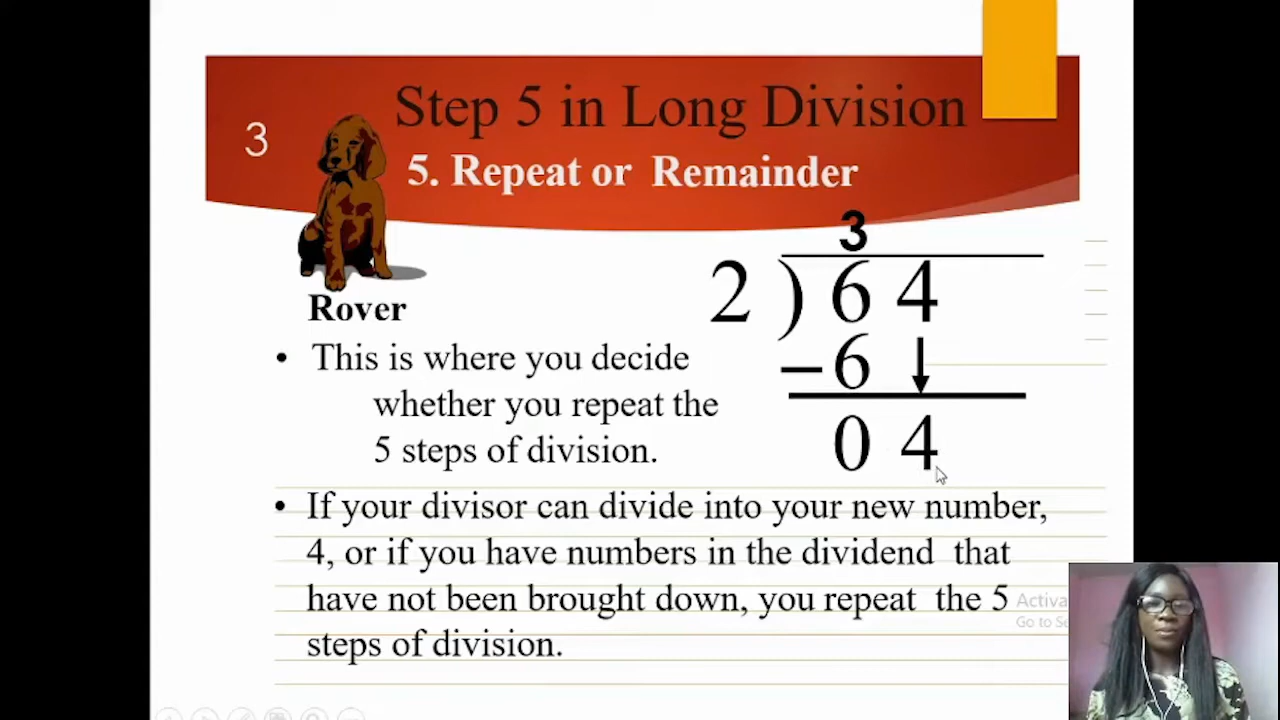 Step 5 in Long Division
3
5. Repeat or Remainder
3
2 ) 6 4
Rover
– 6
0 4
• This is where you decide
whether you repeat the
5 steps of division.
• If your divisor can divide into your new number,
4, or if you have numbers in the dividend that
have not been brought down, you repeat the 5
steps of division.